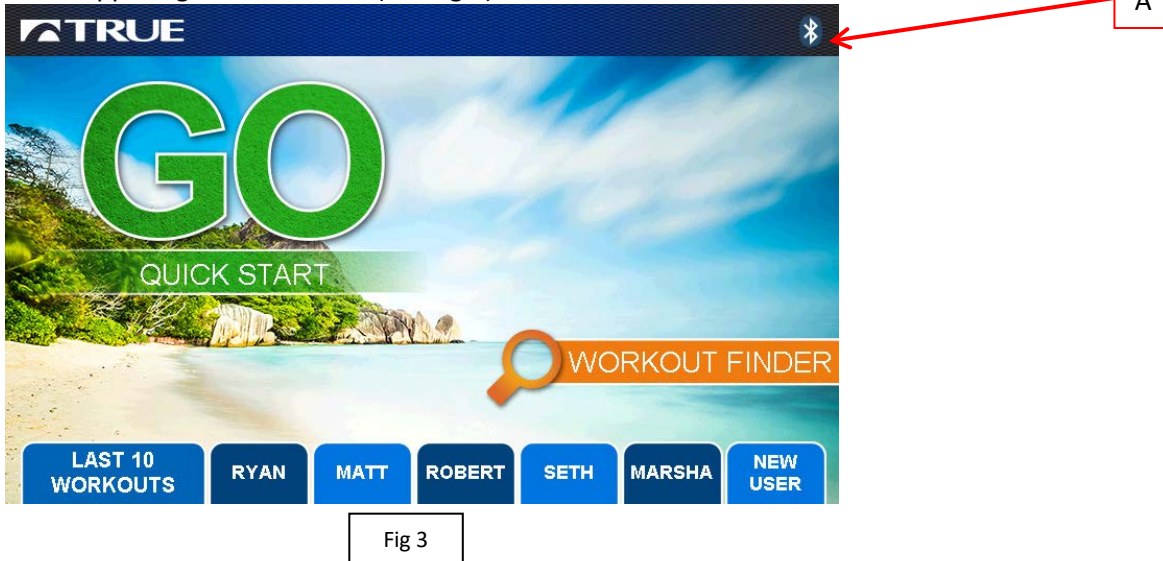 A
TRUE
GO
QUICK START
WORKOUT FINDER
LAST 10
WORKOUTS
RYAN
MATT
ROBERT
SETH
MARSHA
NEW
USER
Fig 3